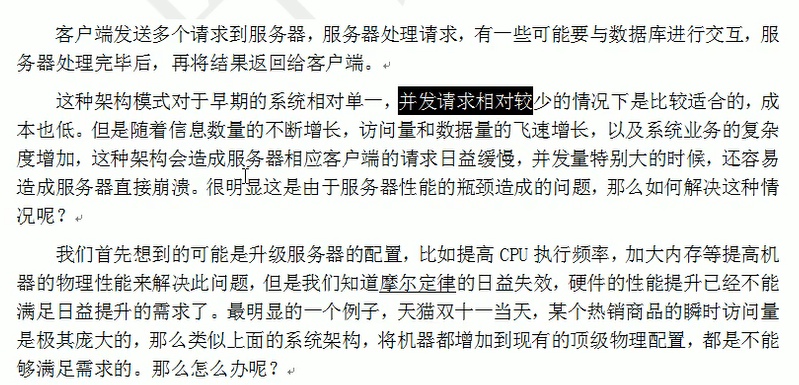 客户端发送多个请求到服务器，服务器处理请求，有一些可能要与数据库进行交互，服
务器处理完毕后，再将结果返回给客户端。
这种架构模式对于早期的系统相对单一，并发请求相对较少的情况下是比较适合的，成
本也低。但是随着信息数量的不断增长，访问量和数据量的飞速增长，以及系统业务的复杂
度增加，这种架构会造成服务器相应客户端的请求日益缓慢，并发量特别大的时候，还容易
造成服务器直接崩溃。很明显这是由于服务器性能的瓶颈造成的问题，那么如何解决这种情
况呢？
我们首先想到的可能是升级服务器的配置，比如提高 CPU 执行频率，加大内存等提高机
器的物理性能来解决此问题，但是我们知道摩尔定律的日益失效，硬件的性能提升已经不能
满足日益提升的需求了。最明显的一个例子，天猫双十一当天，某个热销商品的瞬时访问量
是极其庞大的，那么类似上面的系统架构，将机器都增加到现有的顶级物理配置，都是不能
够满足需求的。那么怎么办呢？